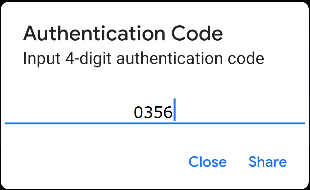 Authentication Code
Input 4-digit authentication code
0356
Close Share